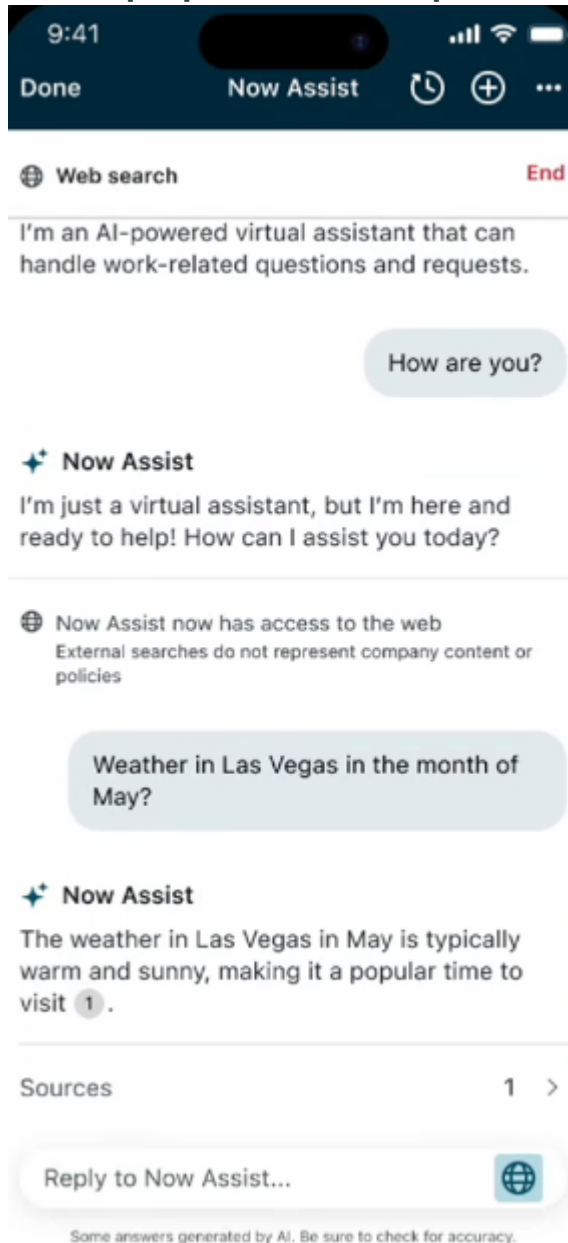 9:41
Done
Now Assist
Web search
End
I'm an AI-powered virtual assistant that can
handle work-related questions and requests.
How are you?
Now Assist
I'm just a virtual assistant, but I'm here and
ready to help! How can I assist you today?
Now Assist now has access to the web
External searches do not represent company content or
policies
Weather in Las Vegas in the month of
May?
Now Assist
The weather in Las Vegas in May is typically
warm and sunny, making it a popular time to
visit 1 .
Sources
1
Reply to Now Assist...
Some answers generated by AI. Be sure to check for accuracy.